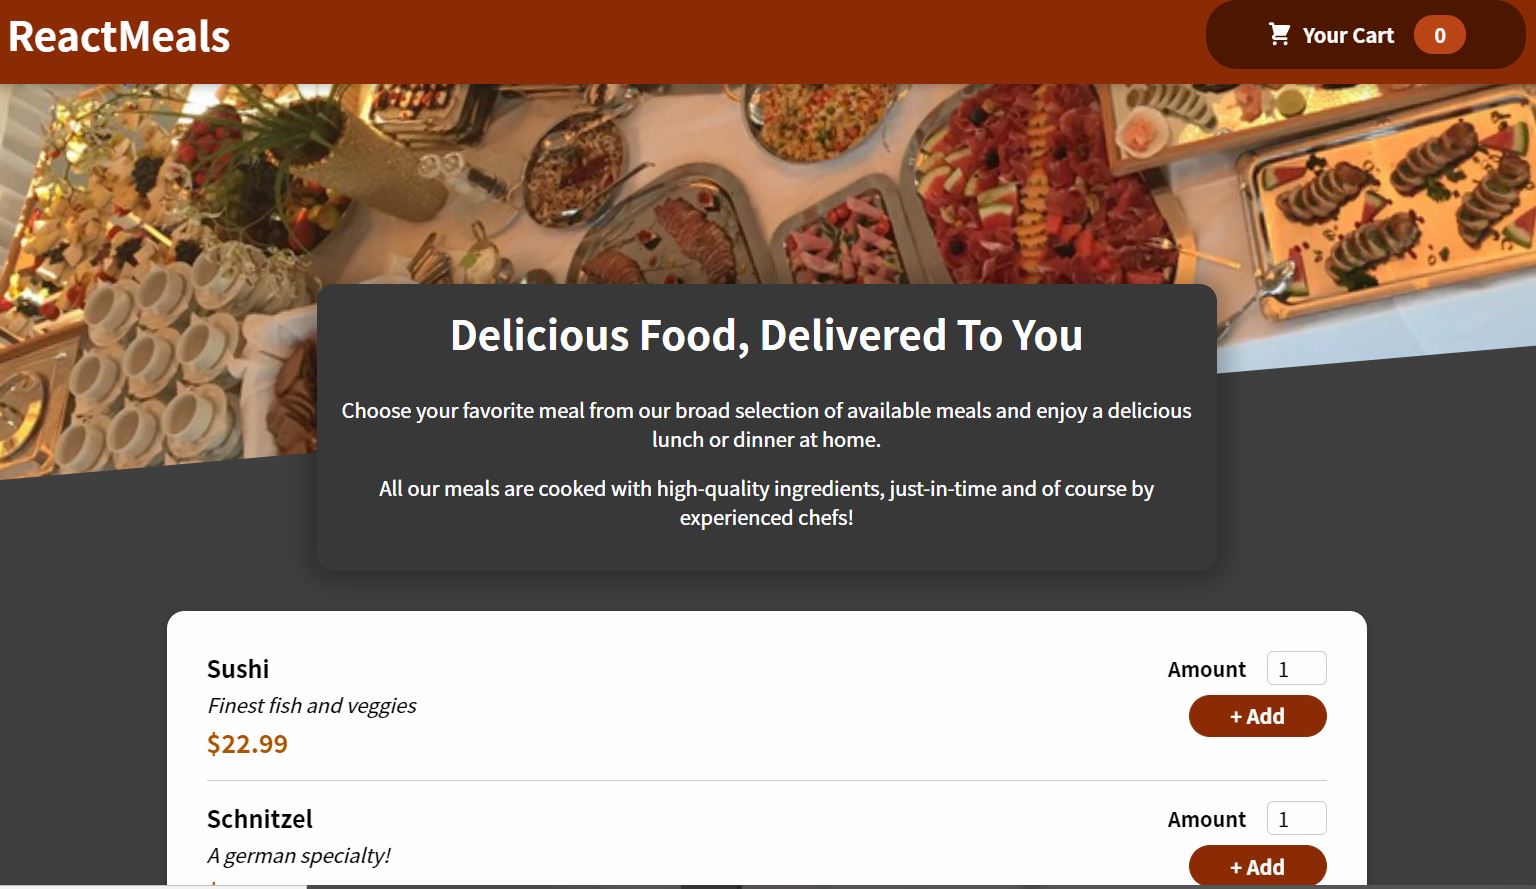 ReactMeals
Your Cart 0
Delicious Food, Delivered To You
Choose your favorite meal from our broad selection of available meals and enjoy a delicious
lunch or dinner at home.
All our meals are cooked with high-quality ingredients, just-in-time and of course by
experienced chefs!
Sushi
Finest fish and veggies
$22.99
Amount 1
+ Add
Schnitzel
A german specialty!
Amount 1
+ Add